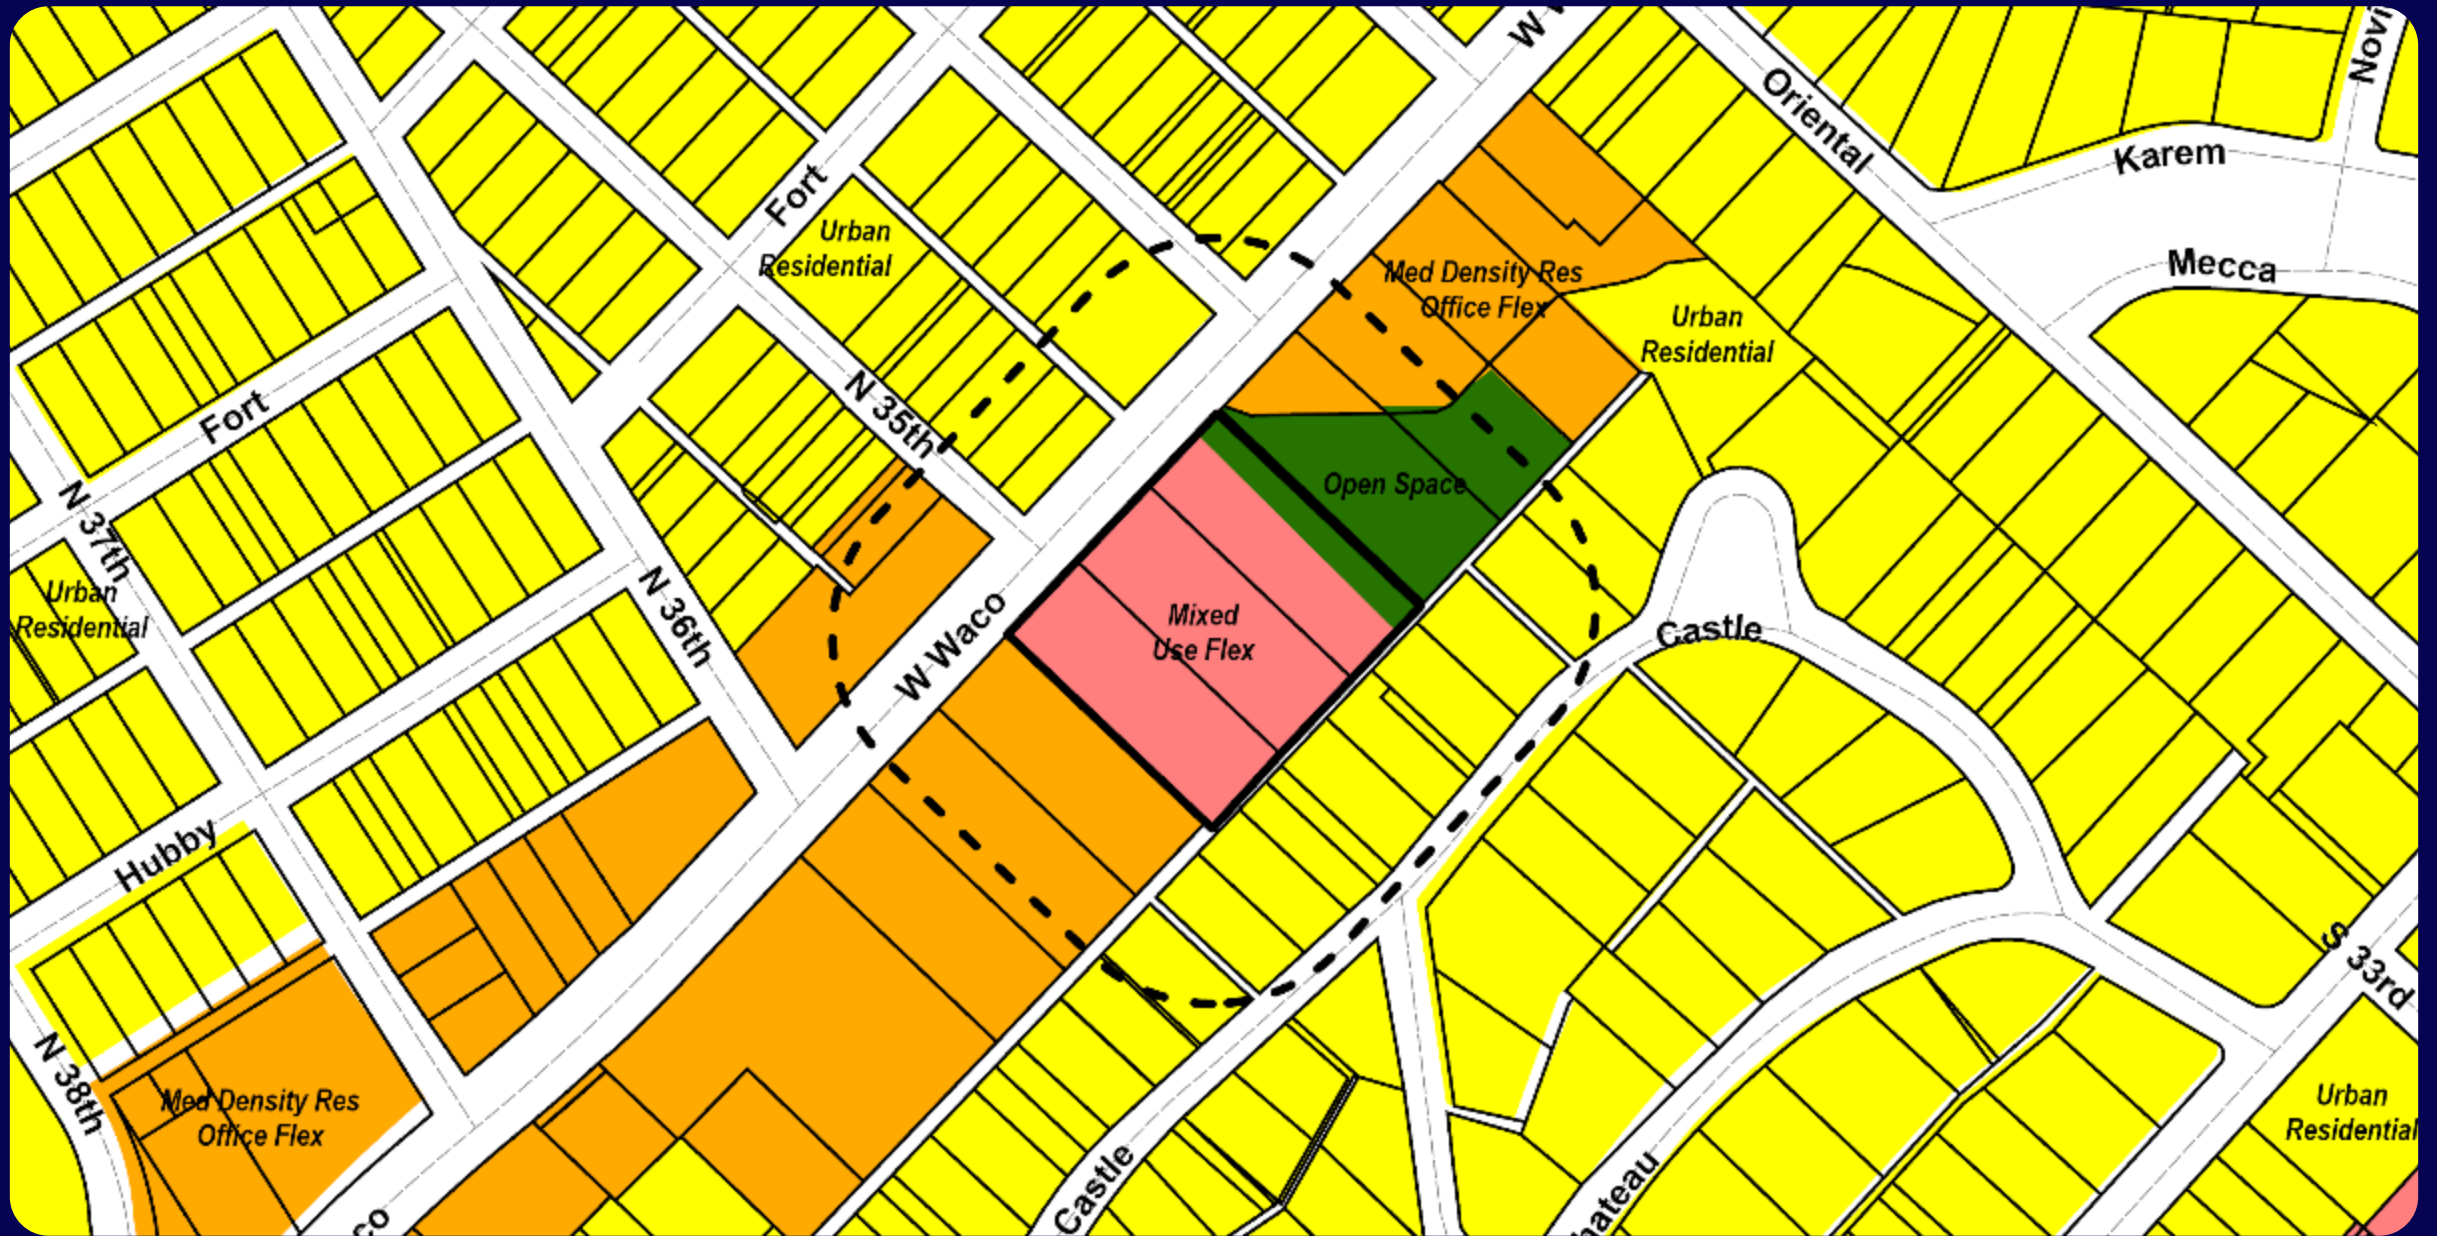 W
Novi
Oriental
Karem
Fort
Urban
Residential
Mecca
Med Density Res
Office Flex
Urban
Residential
Fort
N 35th
Open Space
N 37th
Urban
Residential
N 36th
W Waco
Mixed
Use Flex
Castle
Hubby
S 33rd
N 38th
Med Density Res
Office Flex
Urban
Residential
Castle
hateau
co